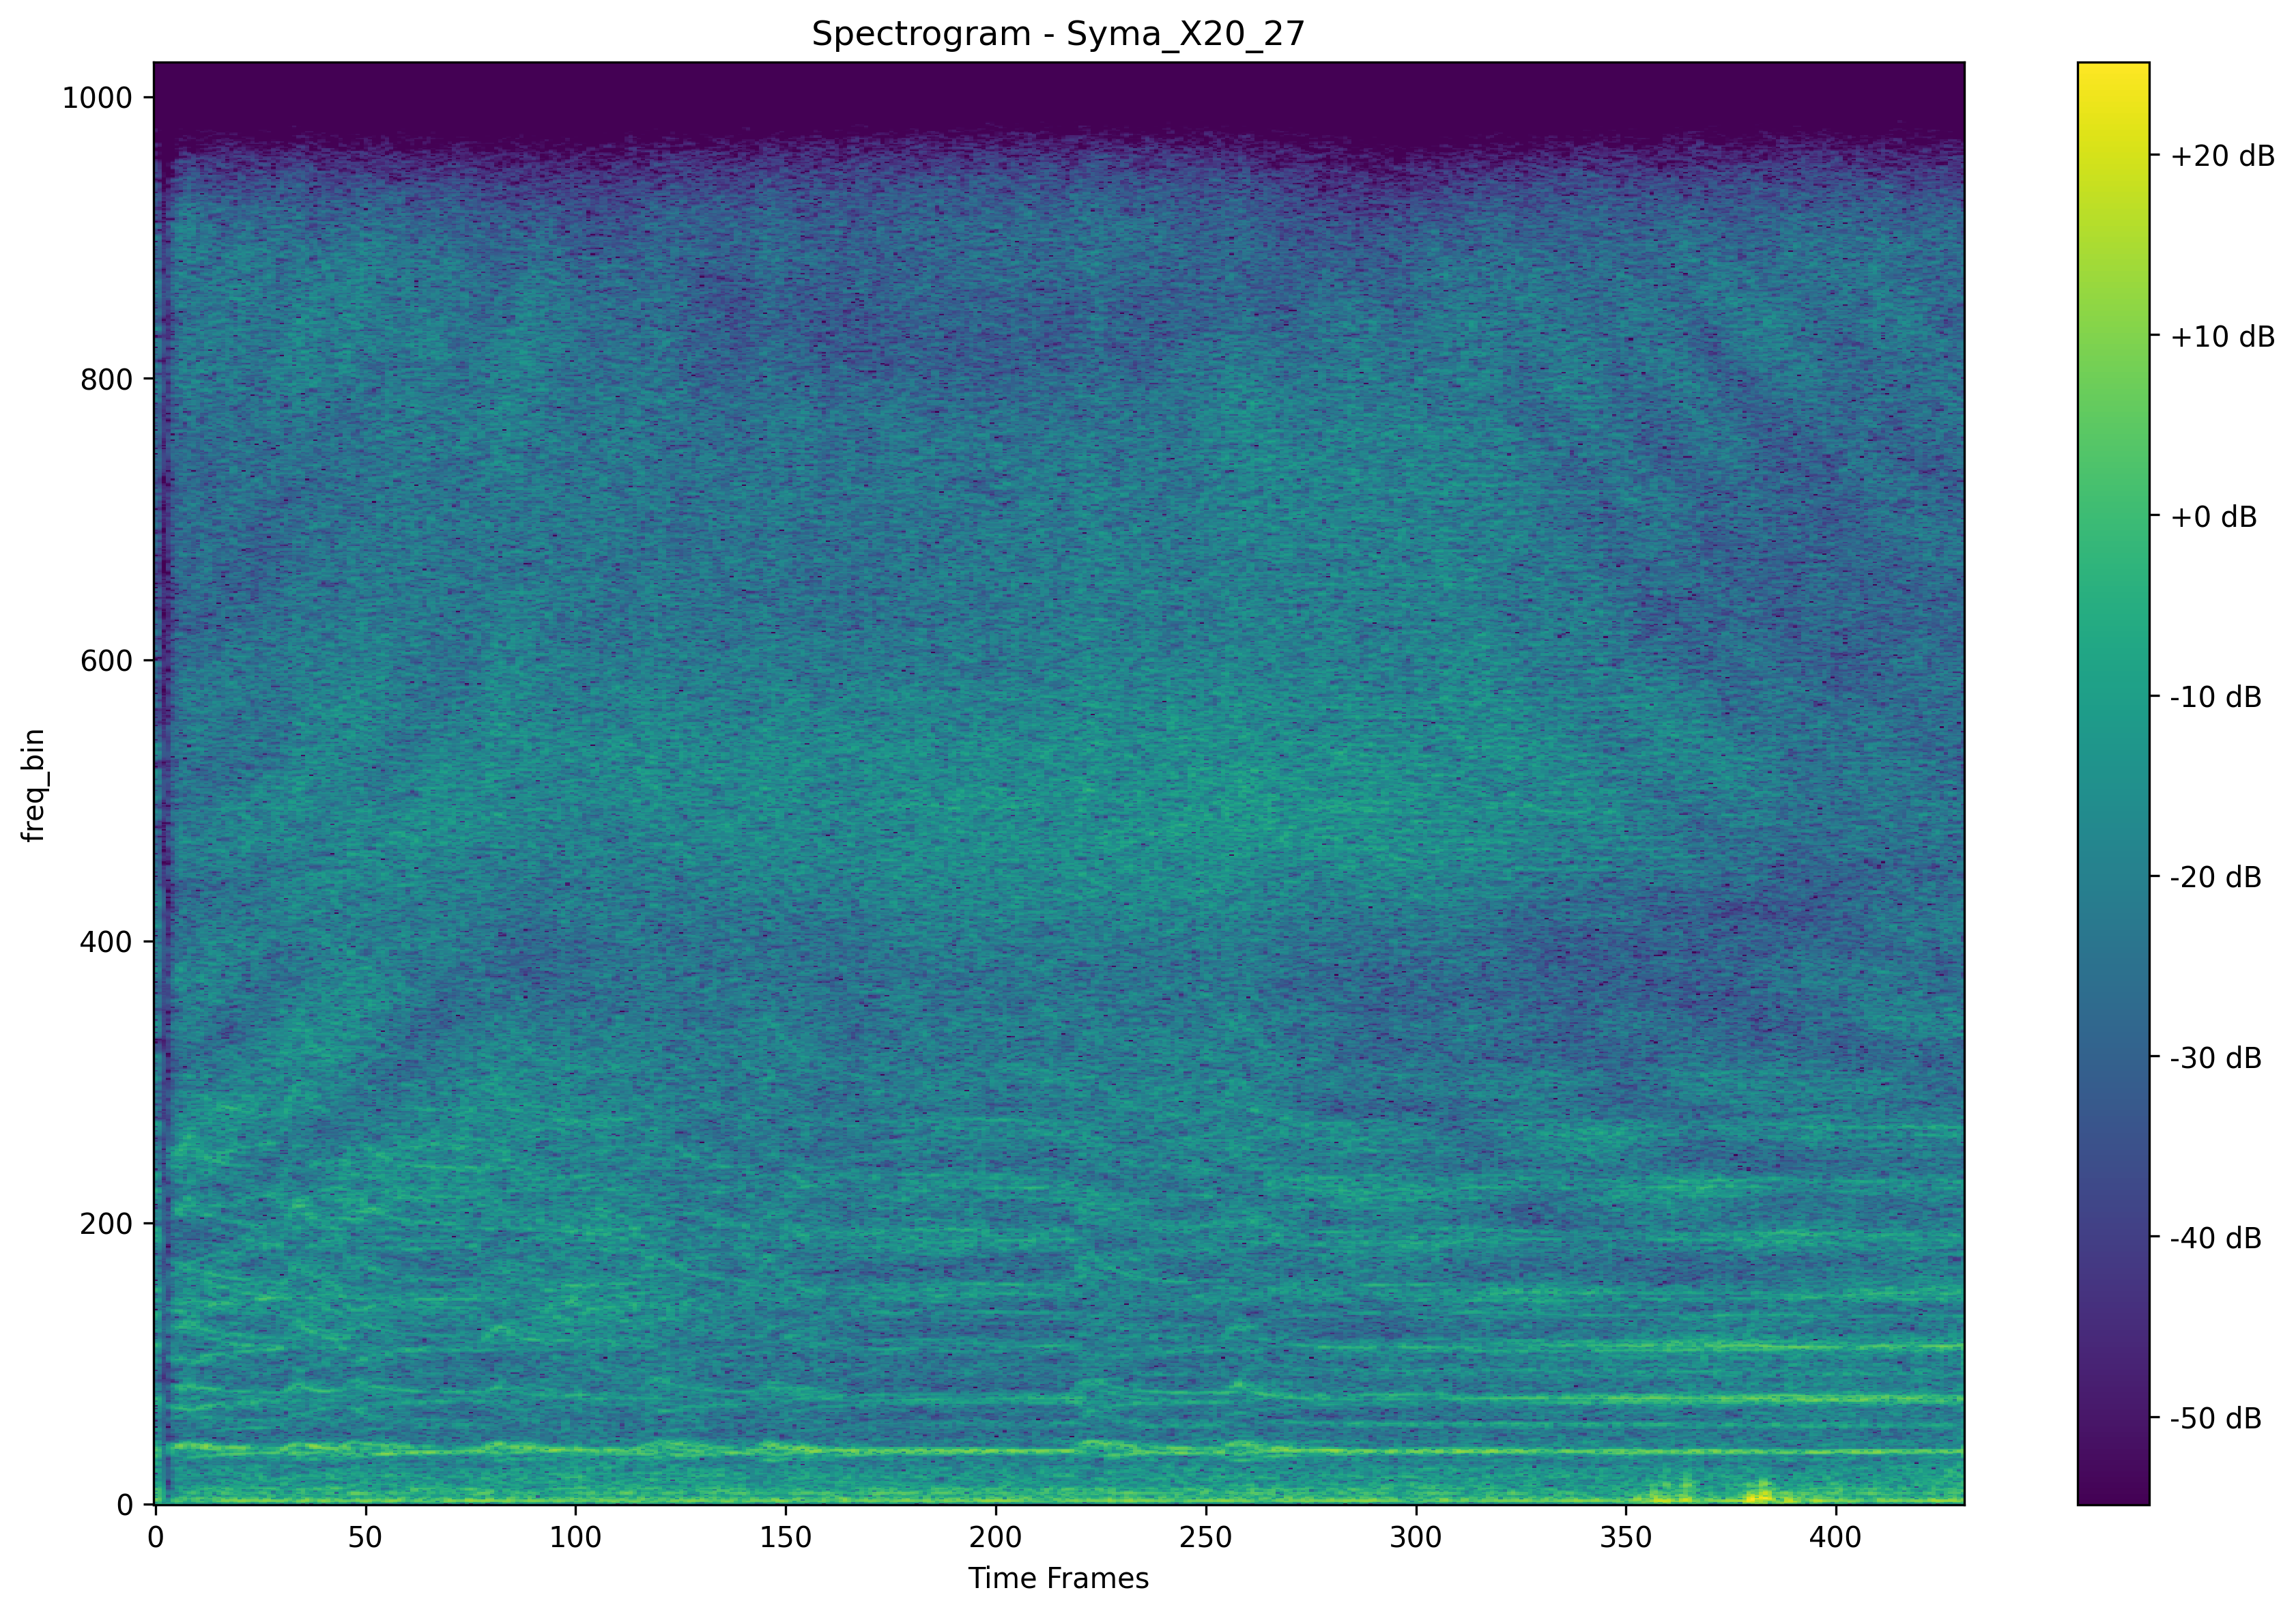 Spectrogram - Syma_X20_27
1000
800
600
400
200
0
freq_bin
0 50 100 150 200 250 300 350 400
Time Frames
+20 dB
+10 dB
+0 dB
-10 dB
-20 dB
-30 dB
-40 dB
-50 dB